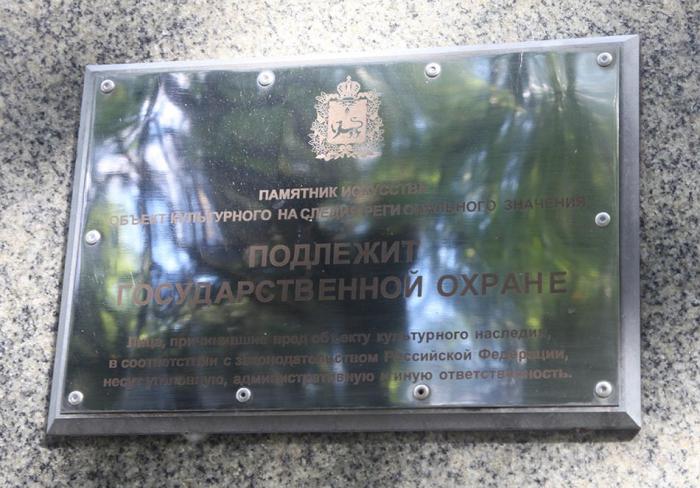 ПАМЯТНИК ИСКУССТВА
ОБЪЕКТ КУЛЬТУРНОГО НАСЛЕДИЯ РЕГИОНАЛЬНОГО ЗНАЧЕНИЯ
ПОДЛЕЖИТ
ГОСУДАРСТВЕННОЙ ОХРАНЕ
Лица, причинившие вред объекту культурного наследия,
в соответствии с законодательством Российской Федерации,
несут уголовную, административную и иную ответственность.